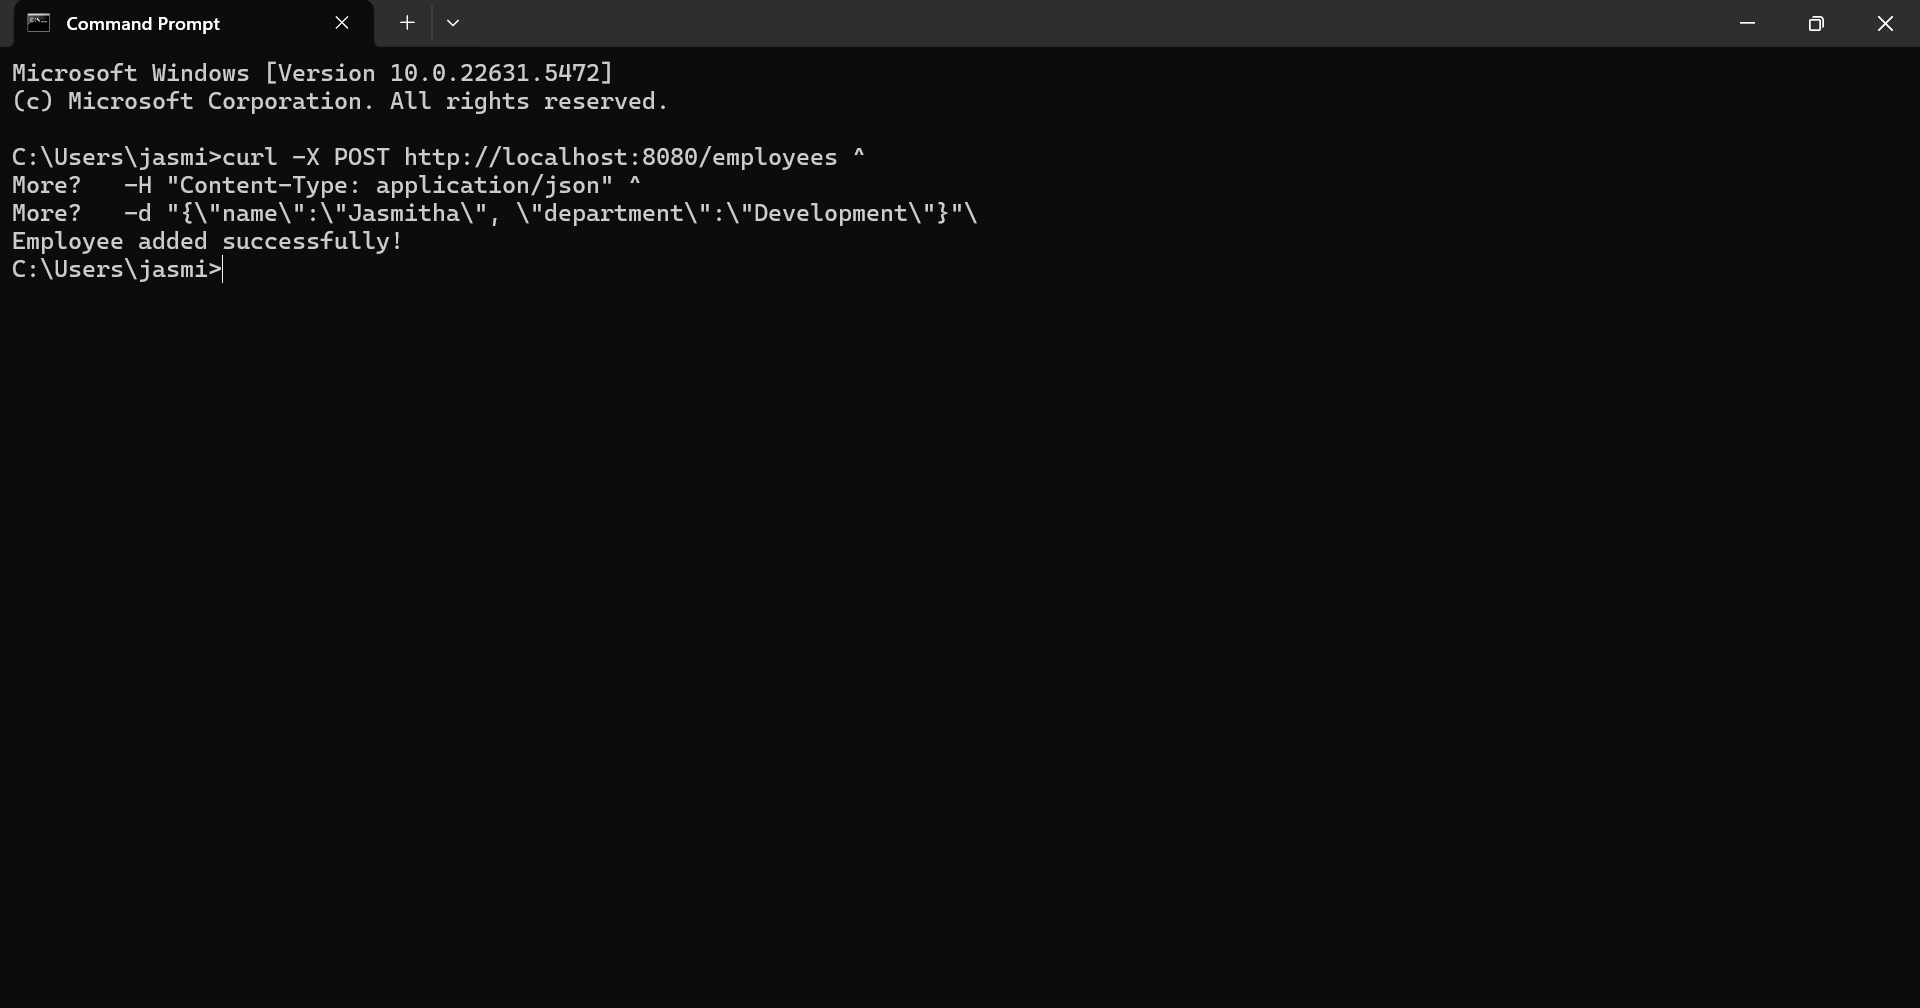 Command Prompt
Microsoft Windows [Version 10.0.22631.5472]
(c) Microsoft Corporation. All rights reserved.
C:\Users\jasmi>curl -X POST http://localhost:8080/employees ^
More?   -H "Content-Type: application/json" ^
More?   -d "{\"name\":\"Jasmitha\", \"department\":\"Development\"}"\
Employee added successfully!
C:\Users\jasmi>